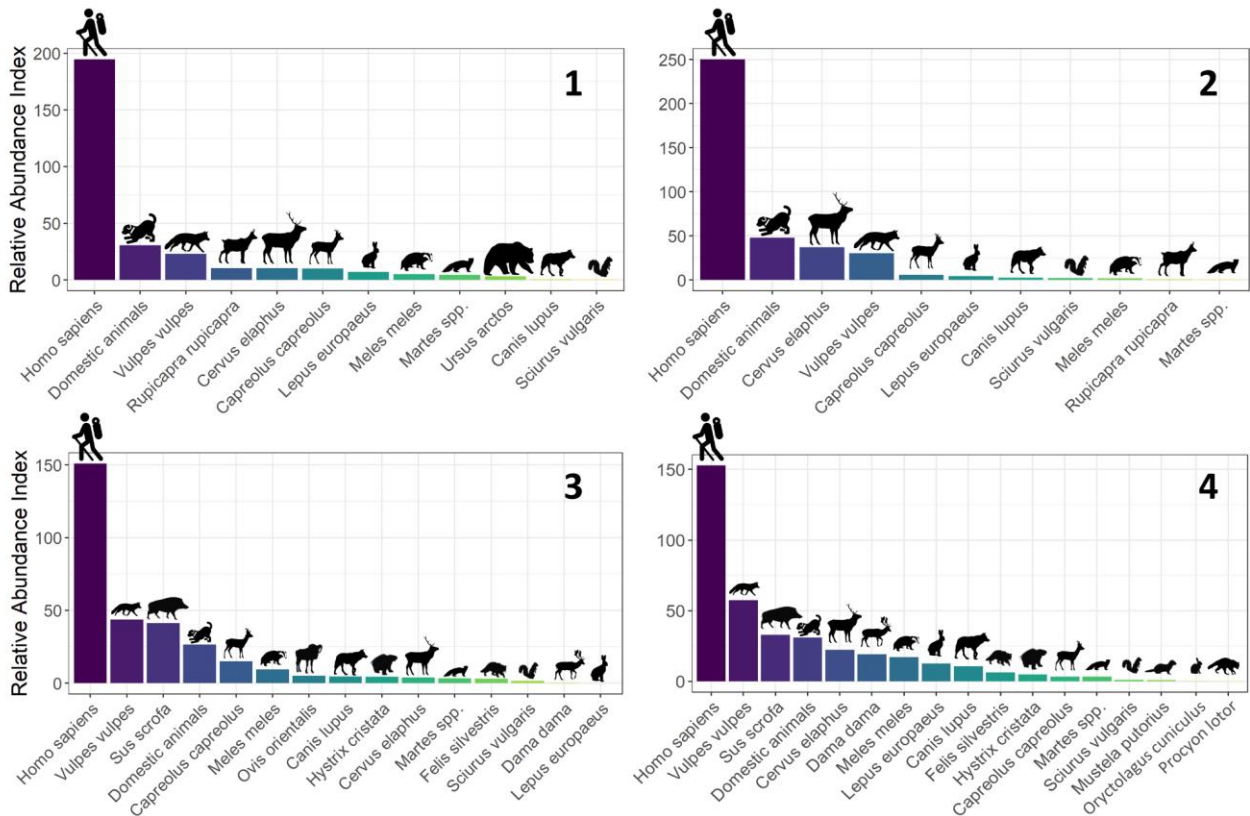 1
Relative Abundance Index
200
150
100
50
0
Homo sapiens
Domestic animals
Vulpes vulpes
Rupicapra rupicapra
Cervus elaphus
Capreolus capreolus
Lepus europaeus
Meles meles
Martes spp.
Ursus arctos
Canis lupus
Sciurus vulgaris
2
250
200
150
100
50
0
Homo sapiens
Domestic animals
Cervus elaphus
Vulpes vulpes
Capreolus capreolus
Lepus europaeus
Canis lupus
Sciurus vulgaris
Meles meles
Rupicapra rupicapra
Martes spp.
3
Relative Abundance Index
150
100
50
0
Homo sapiens
Vulpes vulpes
Sus scrofa
Domestic animals
Capreolus capreolus
Meles meles
Ovis orientalis
Canis lupus
Hystrix cristata
Cervus elaphus
Martes spp.
Felis silvestris
Sciurus vulgaris
Dama dama
Lepus europaeus
4
150
100
50
0
Homo sapiens
Vulpes vulpes
Sus scrofa
Domestic animals
Cervus elaphus
Dama dama
Meles meles
Lepus europaeus
Canis lupus
Felis silvestris
Hystrix cristata
Capreolus capreolus
Martes spp.
Sciurus vulgaris
Mustela putorius
Oryctolagus cuniculus
Procyon lotor